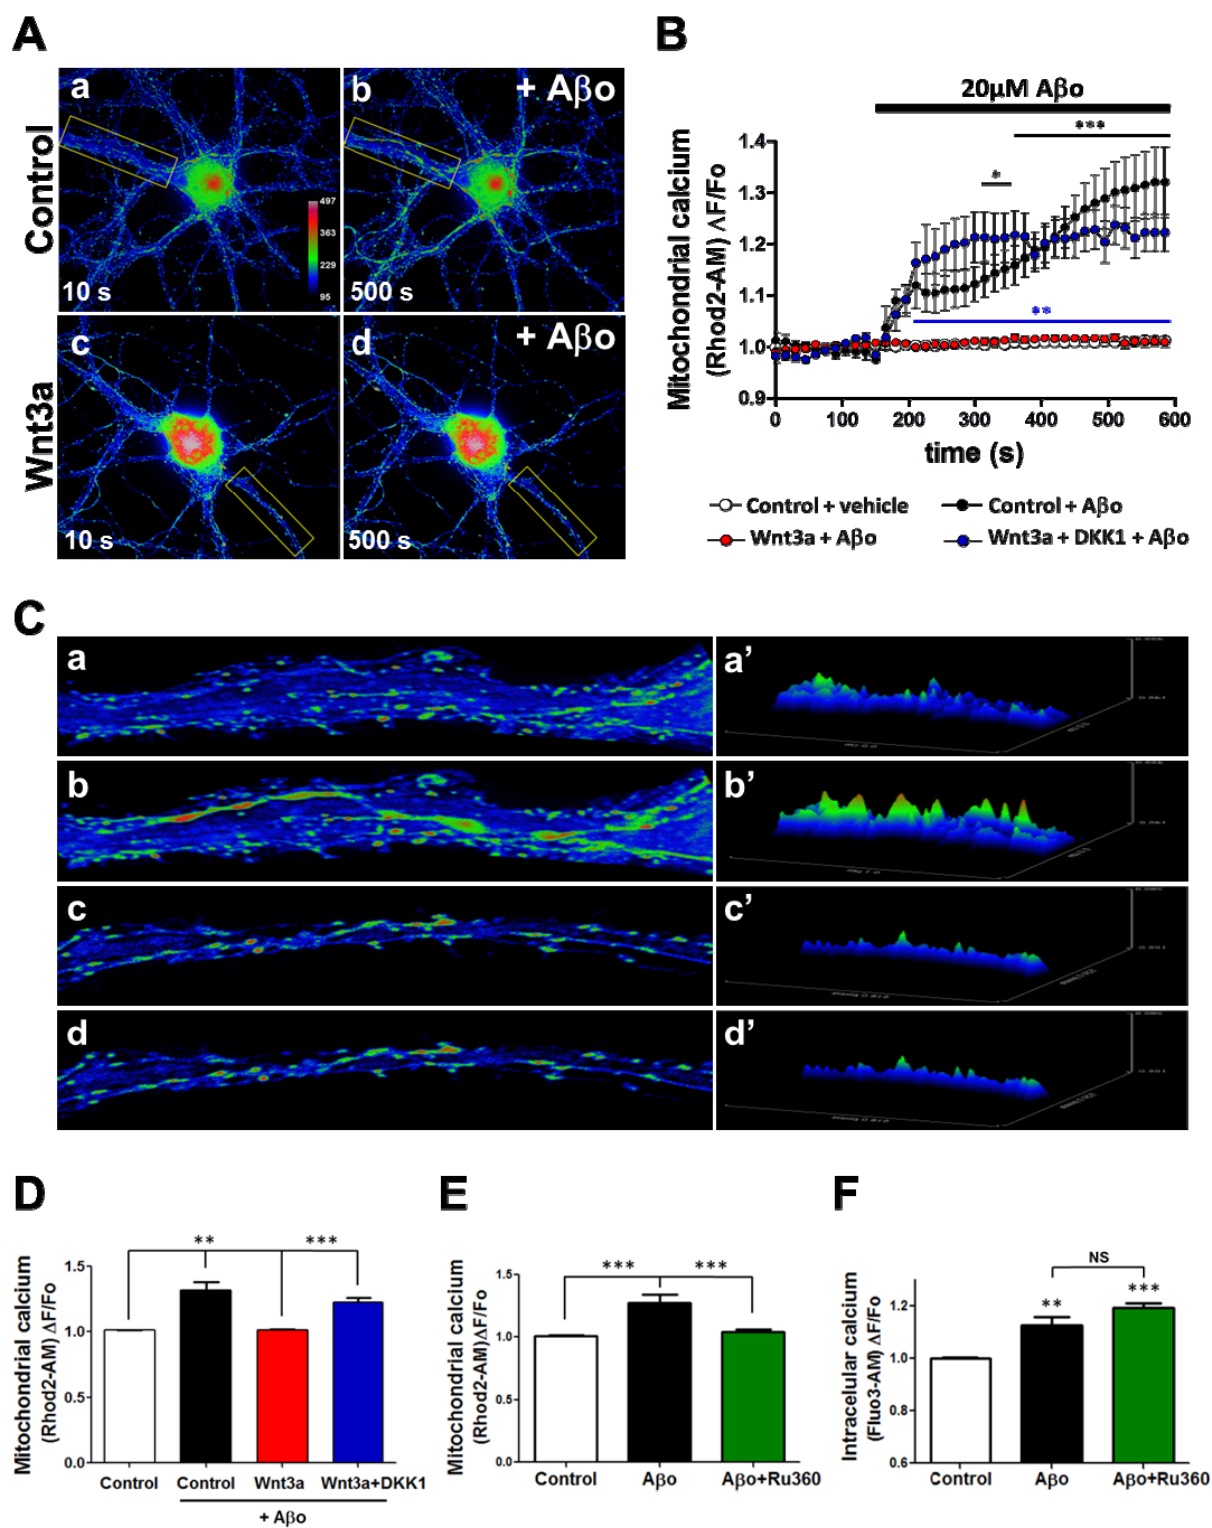 A
a
b
+ Aβo
Control
497
363
229
95
10 s
500 s
c
d
+ Aβo
Wnt3a
10 s
500 s
B
20μM Aβo
***
*
**
Mitochondrial calcium
(Rhod2-AM) ΔF/Fo
1.4
1.3
1.2
1.1
1.0
0.9
0 100 200 300 400 500 600
time (s)
Control + vehicle
Control + Aβo
Wnt3a + Aβo
Wnt3a + DKK1 + Aβo
C
a
a’
b
b’
c
c’
d
d’
D
** ***
Mitochondrial calcium
(Rhod2-AM) ΔF/Fo
1.5
1.0
0.5
0.0
Control Control Wnt3a Wnt3a+DKK1
+ Aβo
E
*** ***
Mitochondrial calcium
(Rhod2-AM)ΔF/Fo
1.5
1.0
0.5
0.0
Control Aβo Aβo+Ru360
F
NS
** ***
Intracelular calcium
(Fluo3-AM) ΔF/Fo
1.2
1.0
0.8
0.6
Control Aβo Aβo+Ru360